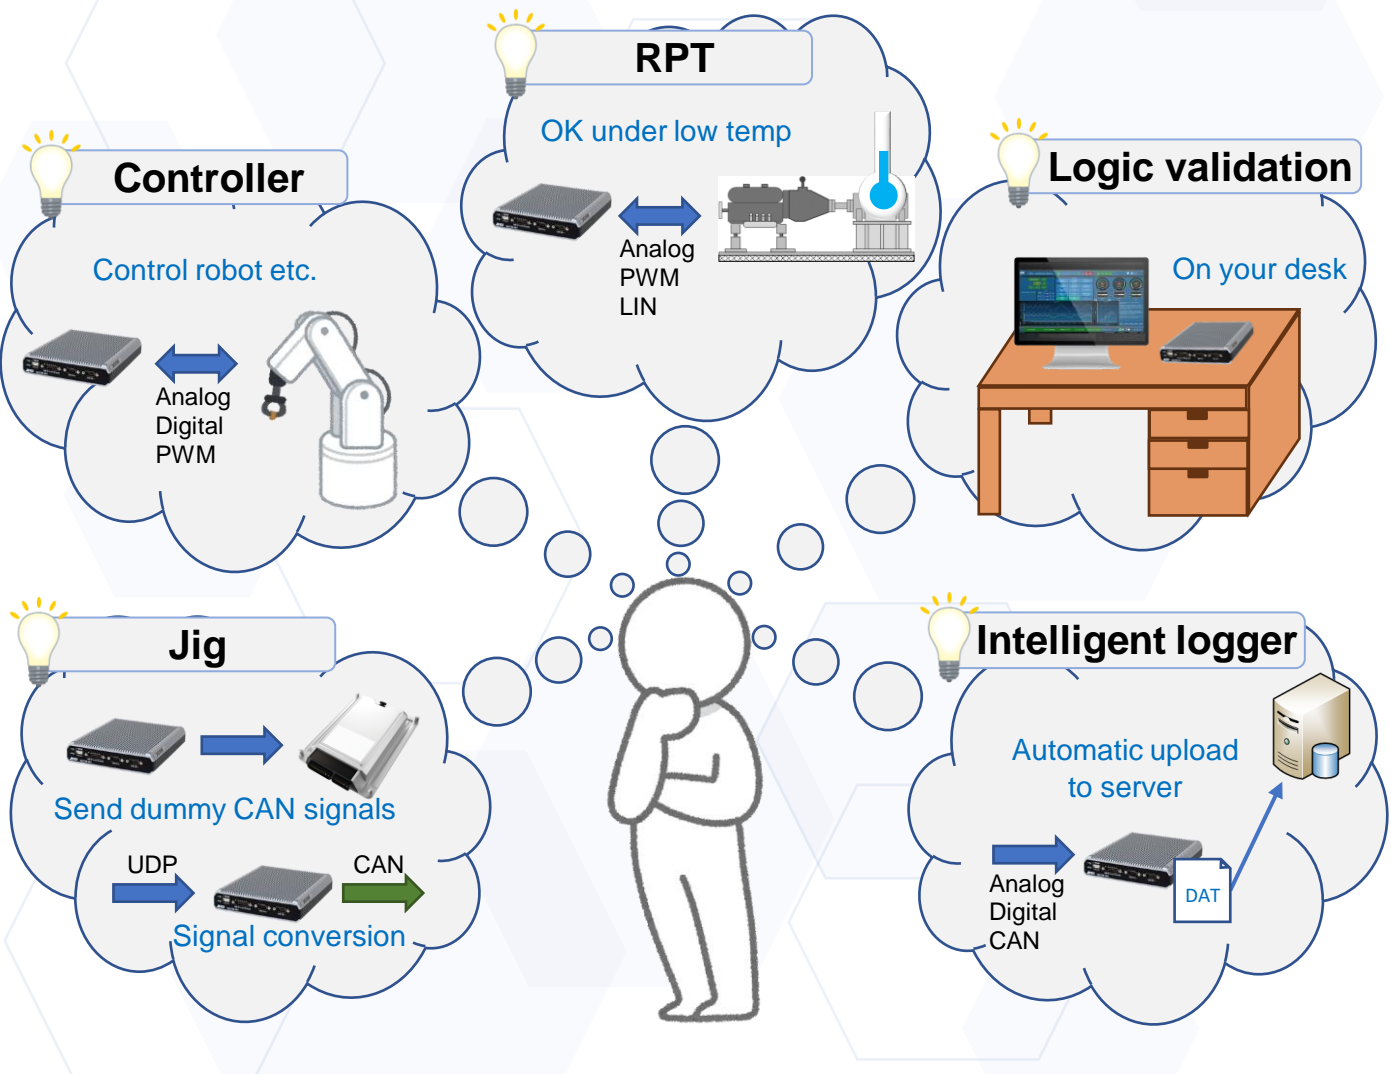 RPT
OK under low temp
Analog
PWM
LIN
Controller
Control robot etc.
Analog
Digital
PWM
Logic validation
On your desk
Jig
Send dummy CAN signals
UDP
CAN
Signal conversion
Intelligent logger
Automatic upload
to server
Analog
Digital
CAN
DAT